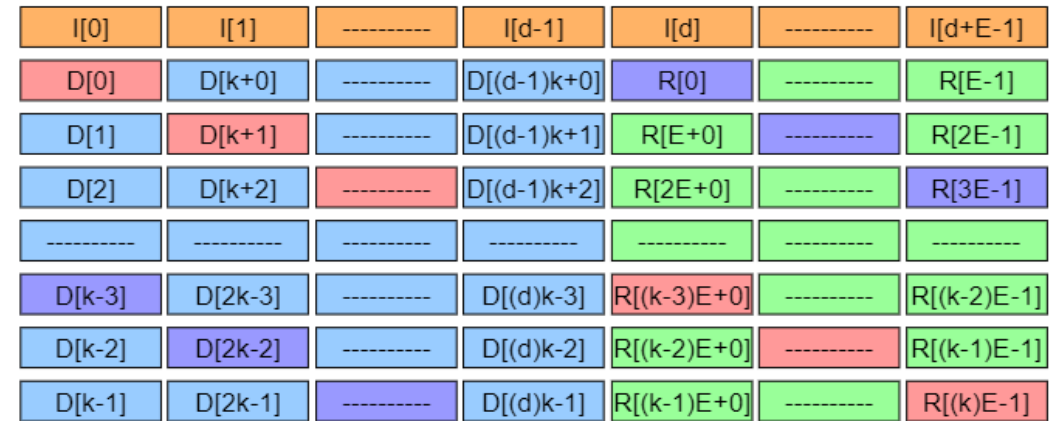 I[0] I[1] ---------- I[d-1] I[d] ---------- I[d+E-1]
D[0] D[k+0] ---------- D[(d-1)k+0] R[0] ---------- R[E-1]
D[1] D[k+1] ---------- D[(d-1)k+1] R[E+0] ---------- R[2E-1]
D[2] D[k+2] ---------- D[(d-1)k+2] R[2E+0] ---------- R[3E-1]
---------- ---------- ---------- ---------- ---------- ---------- ----------
D[k-3] D[2k-3] ---------- D[(d)k-3] R[(k-3)E+0] ---------- R[(k-2)E-1]
D[k-2] D[2k-2] ---------- D[(d)k-2] R[(k-2)E+0] ---------- R[(k-1)E-1]
D[k-1] D[2k-1] ---------- D[(d)k-1] R[(k-1)E+0] ---------- R[(k)E-1]